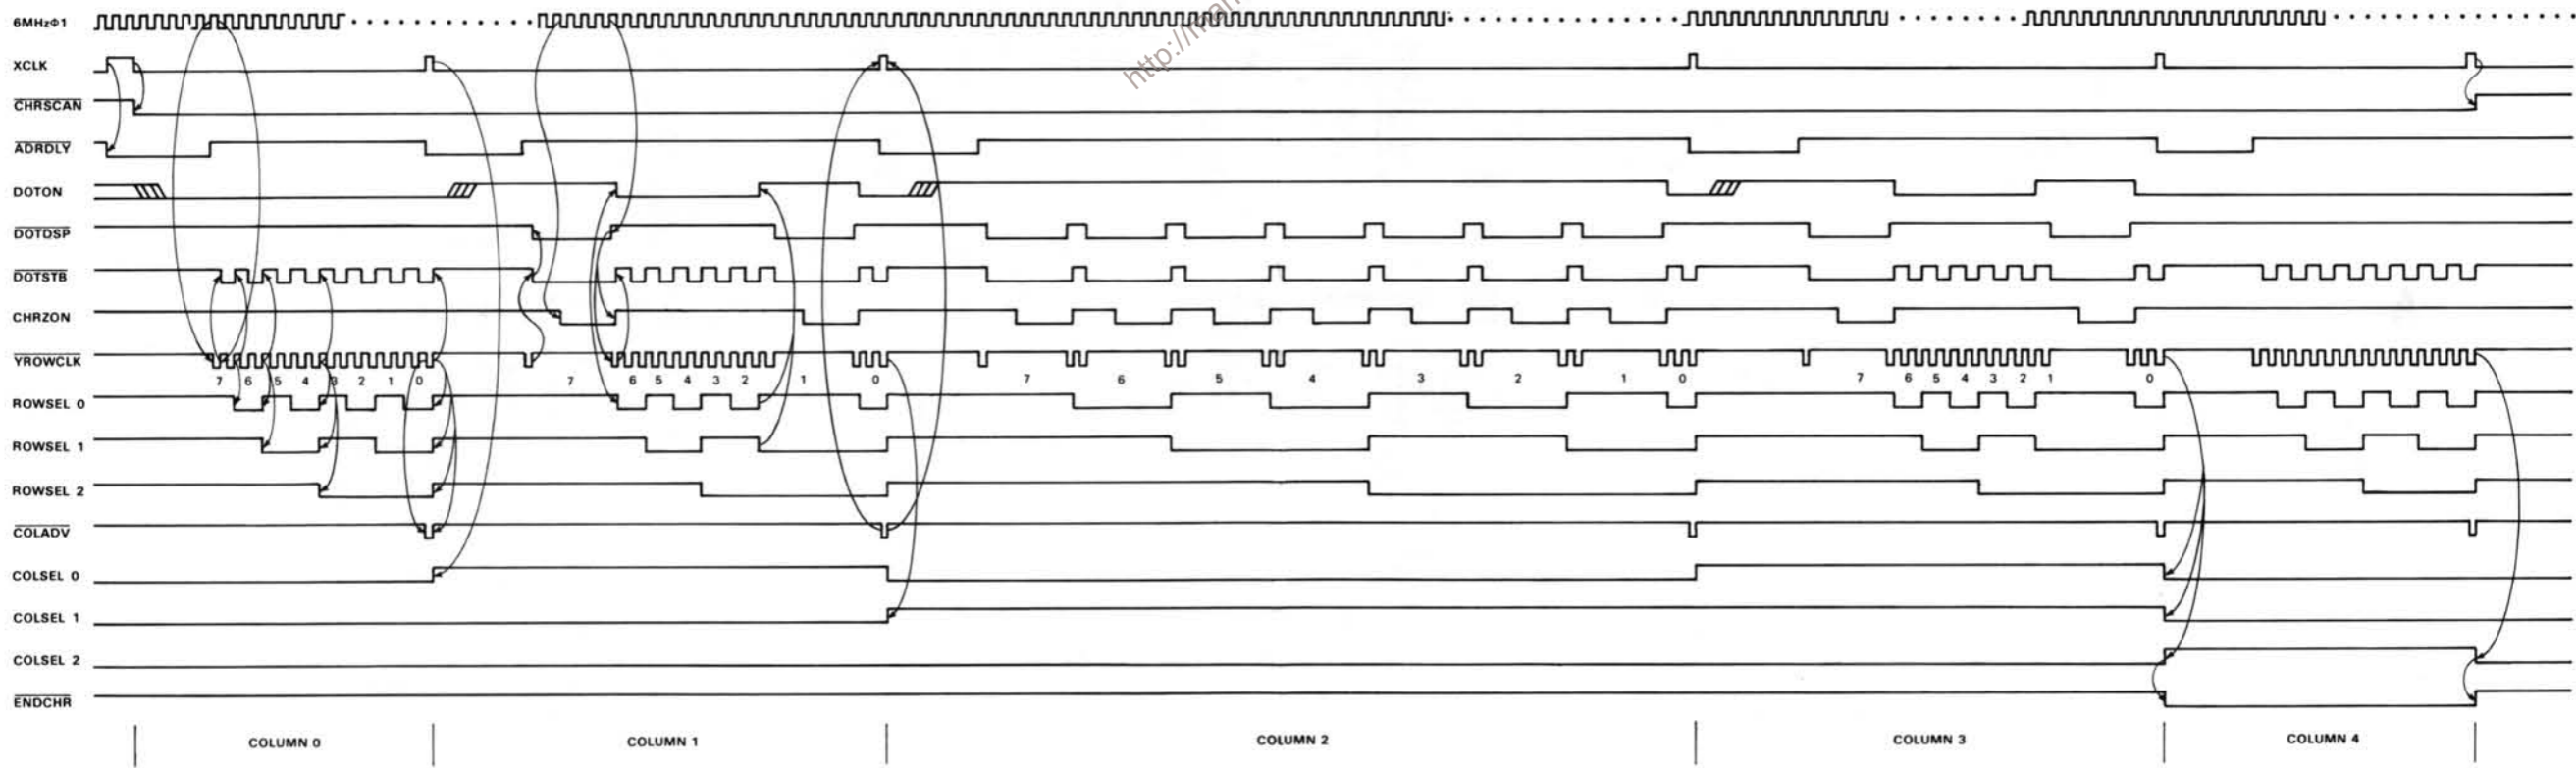 6MHzΦ1
http://man
XCLK
CHRSCAN
ADRDLY
DOTON
DOTDSP
DOTSTB
CHRZON
YROWCLK
7 6 5 4 3 2 1 0 7 6 5 4 3 2 1 0 7 6 5 4 3 2 1 0 7 6 5 4 3 2 1 0
ROWSEL 0
ROWSEL 1
ROWSEL 2
COLADV
COLSEL 0
COLSEL 1
COLSEL 2
ENDCHR
COLUMN 0 COLUMN 1 COLUMN 2 COLUMN 3 COLUMN 4